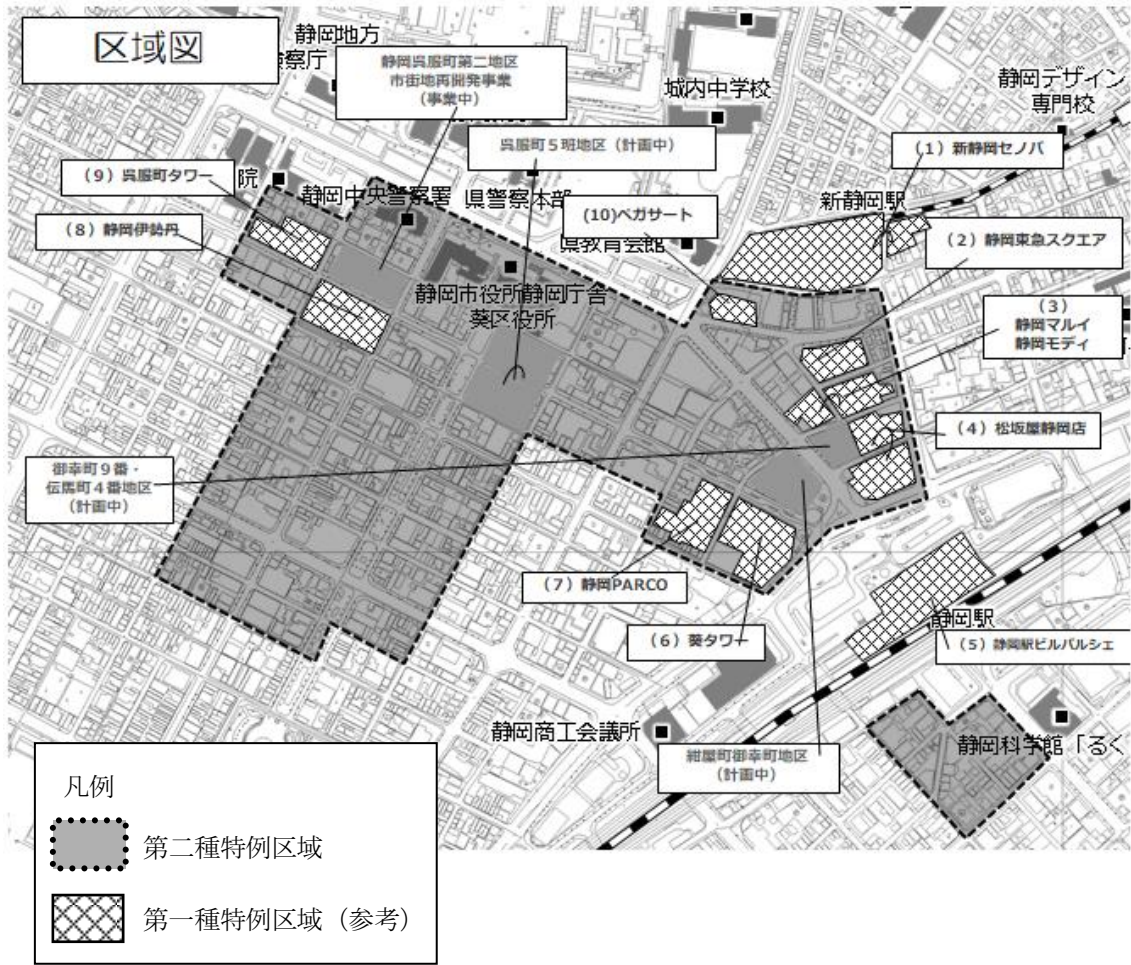 区域図
静岡地方
検察庁
静岡呉服町第二地区
市街地再開発事業
(事業中)
城内中学校
静岡デザイン
専門校
呉服町5班地区(計画中)
(1)新静岡セノバ
(9)呉服町タワー
院
静岡中央警察署
県警察本部
新静岡駅
(10)ペガサート
県教育会館
(8)静岡伊勢丹
(2)静岡東急スクエア
静岡市役所静岡庁舎
葵区役所
(3)
静岡マルイ
静岡モディ
(4)松坂屋静岡店
御幸町9番・
伝馬町4番地区
(計画中)
(7)静岡PARCO
(6)葵タワー
静岡駅
(5)静岡駅ビルパルシェ
静岡商工会議所
紺屋町御幸町地区
(計画中)
静岡科学館「るく
凡例
第二種特例区域
第一種特例区域(参考)